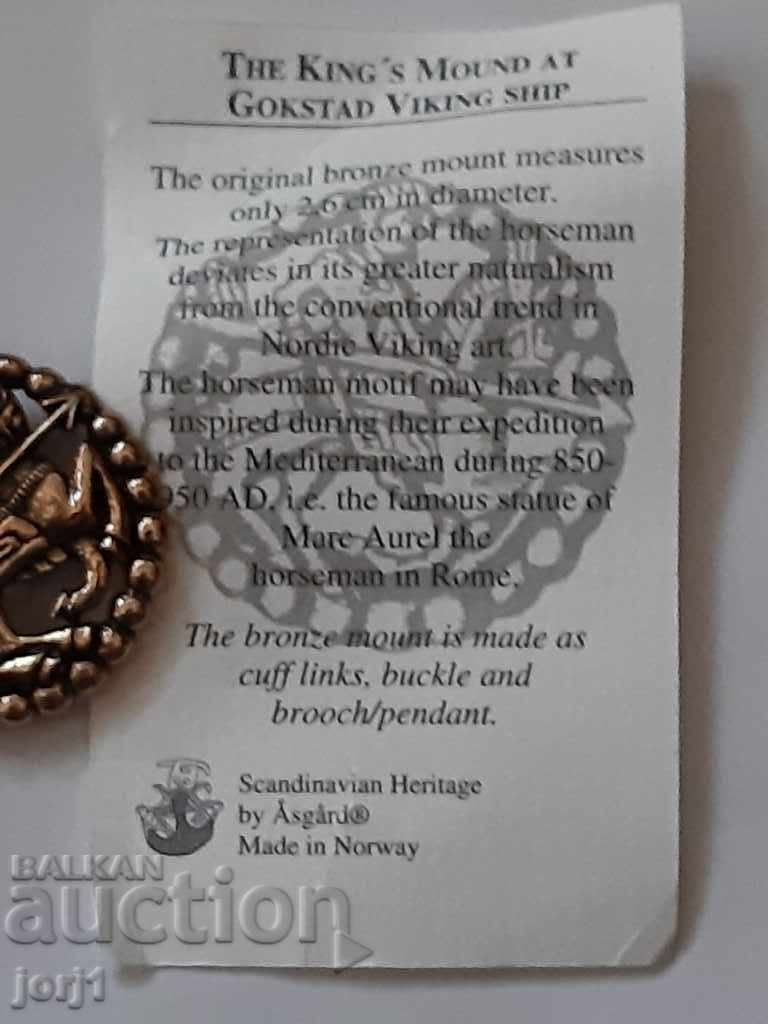 THE KING´S MOUND AT
GOKSTAD VIKING SHIP
The original bronze mount measures
only 2,6 cm in diameter.
The representation of the horseman
deviates in its greater naturalism
from the conventional trend in
Nordic Viking art.
The horseman motif may have been
inspired during their expedition
to the Mediterranean during 850-
950 AD, i.e. the famous statue of
Marc Aurel the
horseman in Rome.
The bronze mount is made as
cuff links, buckle and
brooch/pendant.
Scandinavian Heritage
by Åsgård®
Made in Norway
BALKAN
auction
jorj1